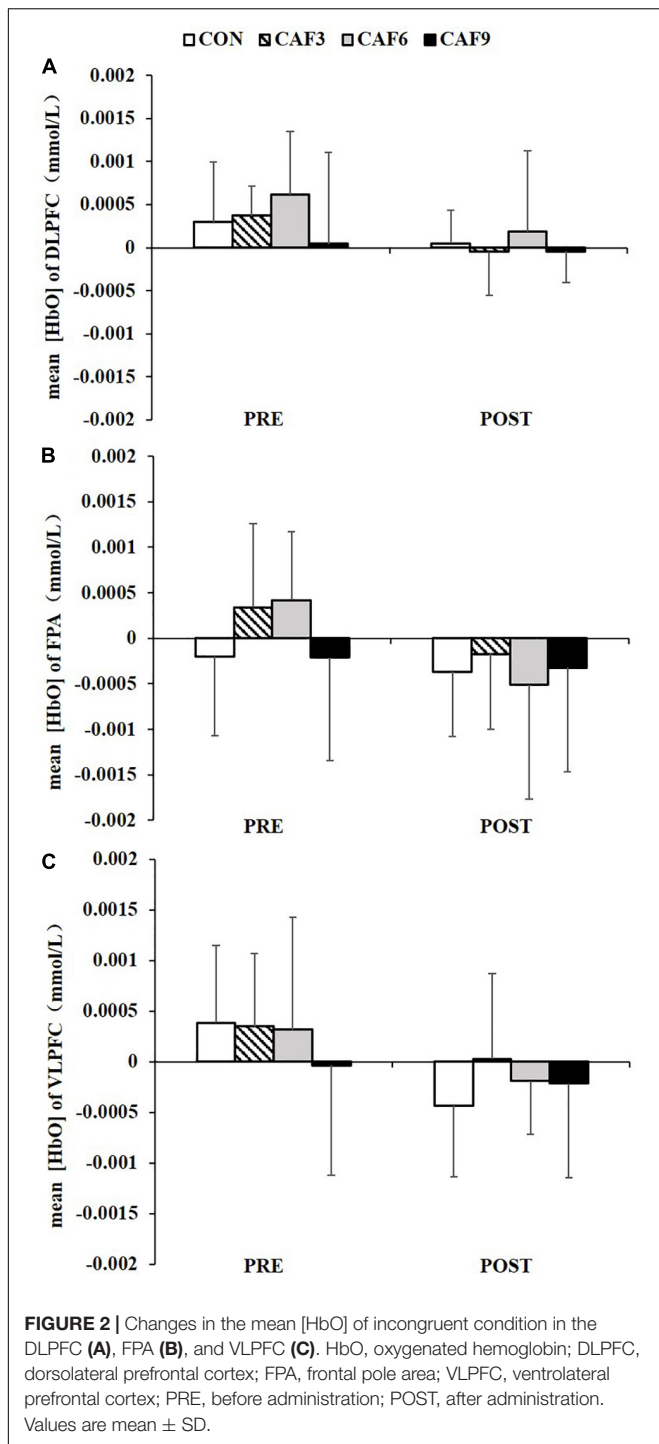 CON CAF3 CAF6 CAF9
A
mean [HbO] of DLPFC (mmol/L)
0.002
0.0015
0.001
0.0005
0
-0.0005
-0.001
-0.0015
-0.002
PRE POST
B
mean [HbO] of FPA (mmol/L)
0.002
0.0015
0.001
0.0005
0
-0.0005
-0.001
-0.0015
-0.002
PRE POST
C
mean [HbO] of VLPFC (mmol/L)
0.002
0.0015
0.001
0.0005
0
-0.0005
-0.001
-0.0015
-0.002
PRE POST
FIGURE 2 | Changes in the mean [HbO] of incongruent condition in the
DLPFC (A), FPA (B), and VLPFC (C). HbO, oxygenated hemoglobin; DLPFC,
dorsolateral prefrontal cortex; FPA, frontal pole area; VLPFC, ventrolateral
prefrontal cortex; PRE, before administration; POST, after administration.
Values are mean ± SD.